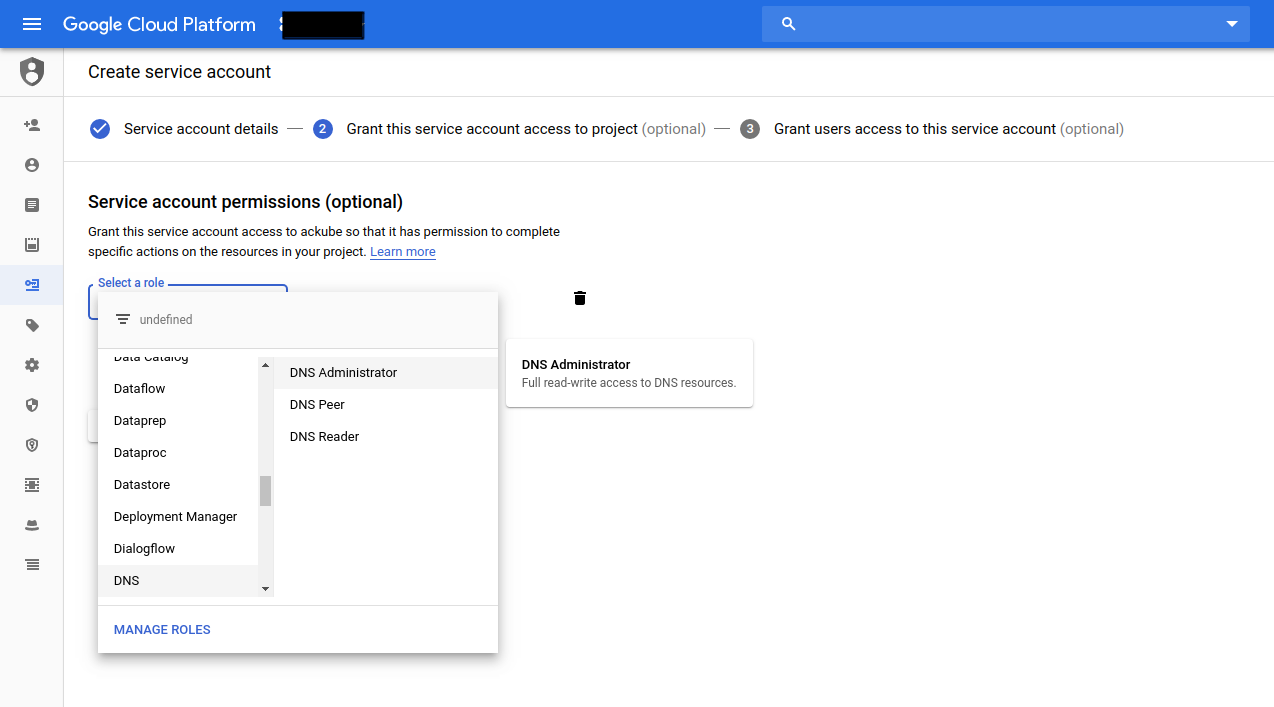 Google Cloud Platform
Create service account
Service account details — 2 Grant this service account access to project (optional) — 3 Grant users access to this service account (optional)
Service account permissions (optional)
Grant this service account access to ackube so that it has permission to complete
specific actions on the resources in your project. Learn more
Select a role
undefined
Data Catalog
Dataflow
Dataprep
Dataproc
Datastore
Deployment Manager
Dialogflow
DNS
DNS Administrator
DNS Peer
DNS Reader
DNS Administrator
Full read-write access to DNS resources.
MANAGE ROLES